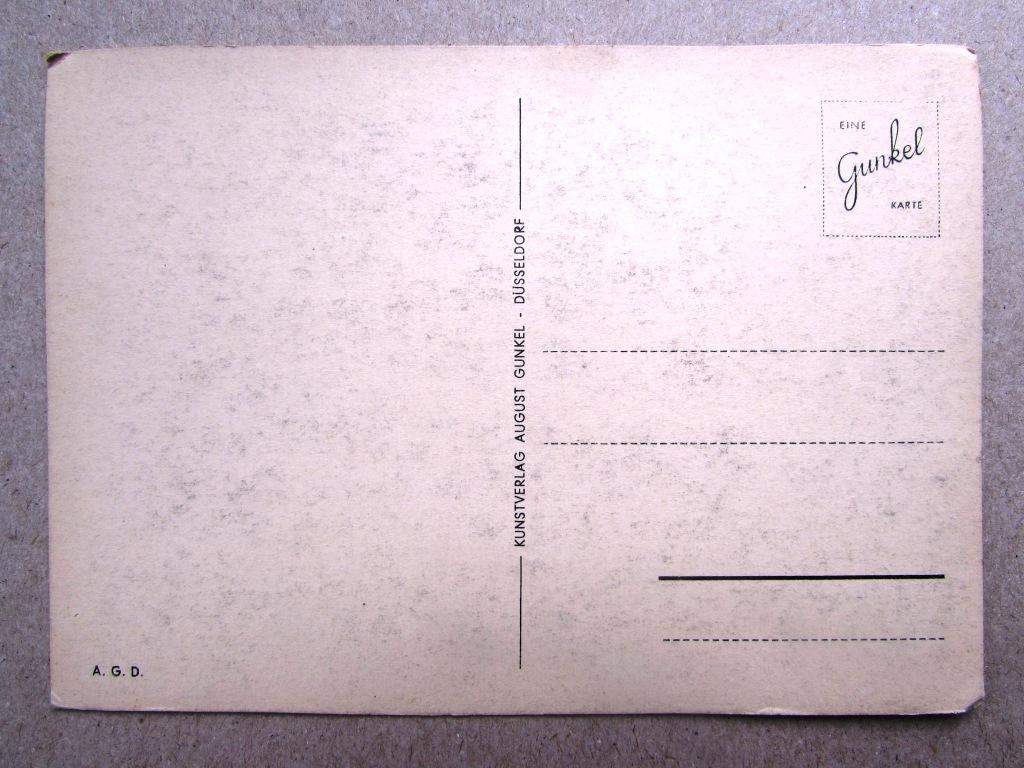 EINE
Gunkel
KARTE
KUNSTVERLAG AUGUST GUNKEL - DÜSSELDORF
A. G. D.